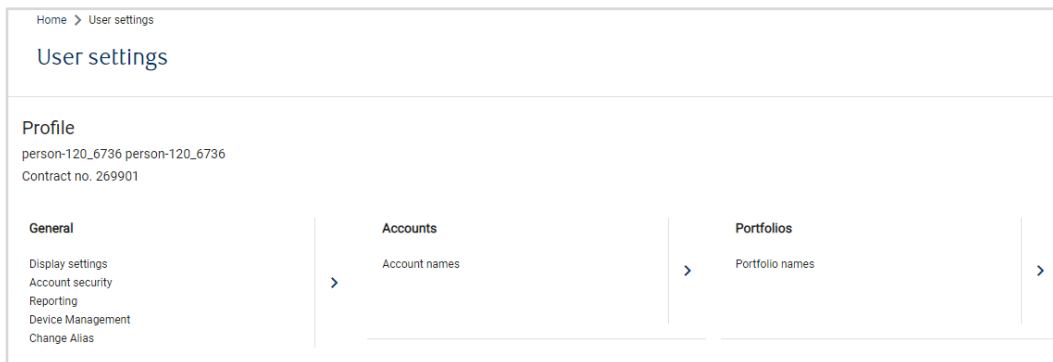 Home > User settings
User settings
Profile
person-120_6736 person-120_6736
Contract no. 269901
General
Display settings
Account security
Reporting
Device Management
Change Alias
Accounts
Account names
Portfolios
Portfolio names